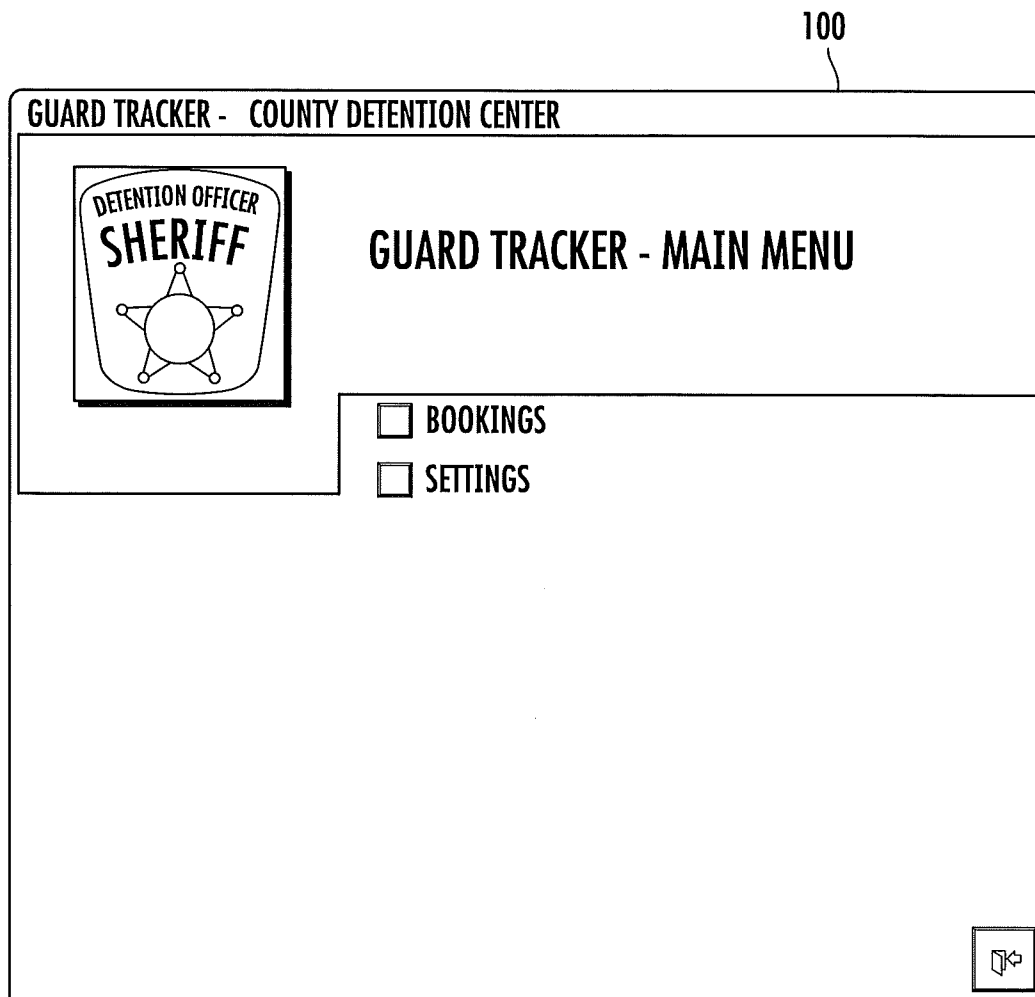 100
GUARD TRACKER - COUNTY DETENTION CENTER
DETENTION OFFICER
SHERIFF
GUARD TRACKER - MAIN MENU
BOOKINGS
SETTINGS